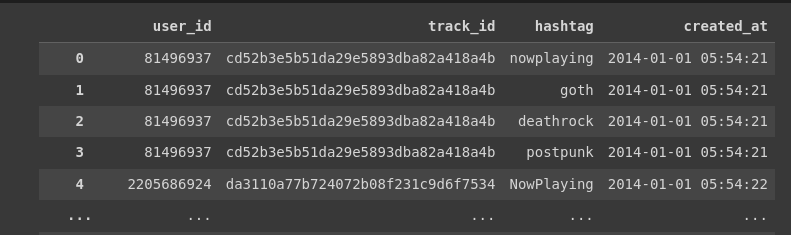 user_id track_id hashtag created_at
0 81496937 cd52b3e5b51da29e5893dba82a418a4b nowplaying 2014-01-01 05:54:21
1 81496937 cd52b3e5b51da29e5893dba82a418a4b goth 2014-01-01 05:54:21
2 81496937 cd52b3e5b51da29e5893dba82a418a4b deathrock 2014-01-01 05:54:21
3 81496937 cd52b3e5b51da29e5893dba82a418a4b postpunk 2014-01-01 05:54:21
4 2205686924 da3110a77b724072b08f231c9d6f7534 NowPlaying 2014-01-01 05:54:22
... ... ... ... ...